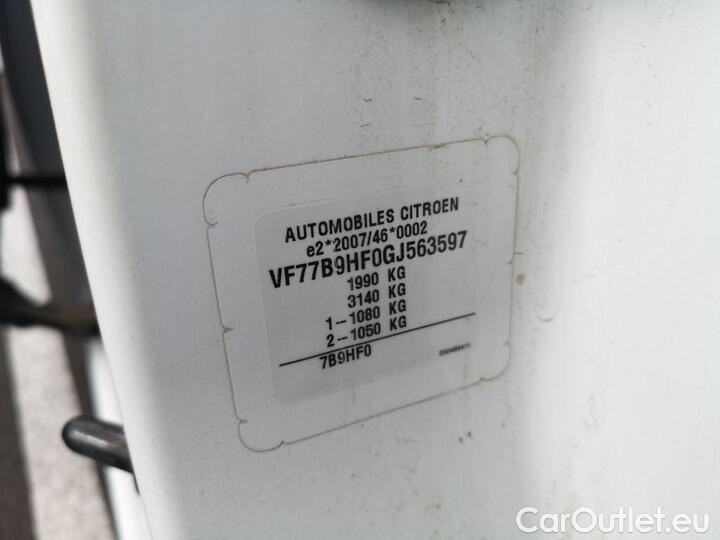 AUTOMOBILES CITROEN
e2*2007/46*0002
VF77B9HF0GJ563597
1990 KG
3140 KG
1--1080 KG
2--1050 KG
7B9HF0
CarOutlet.eu